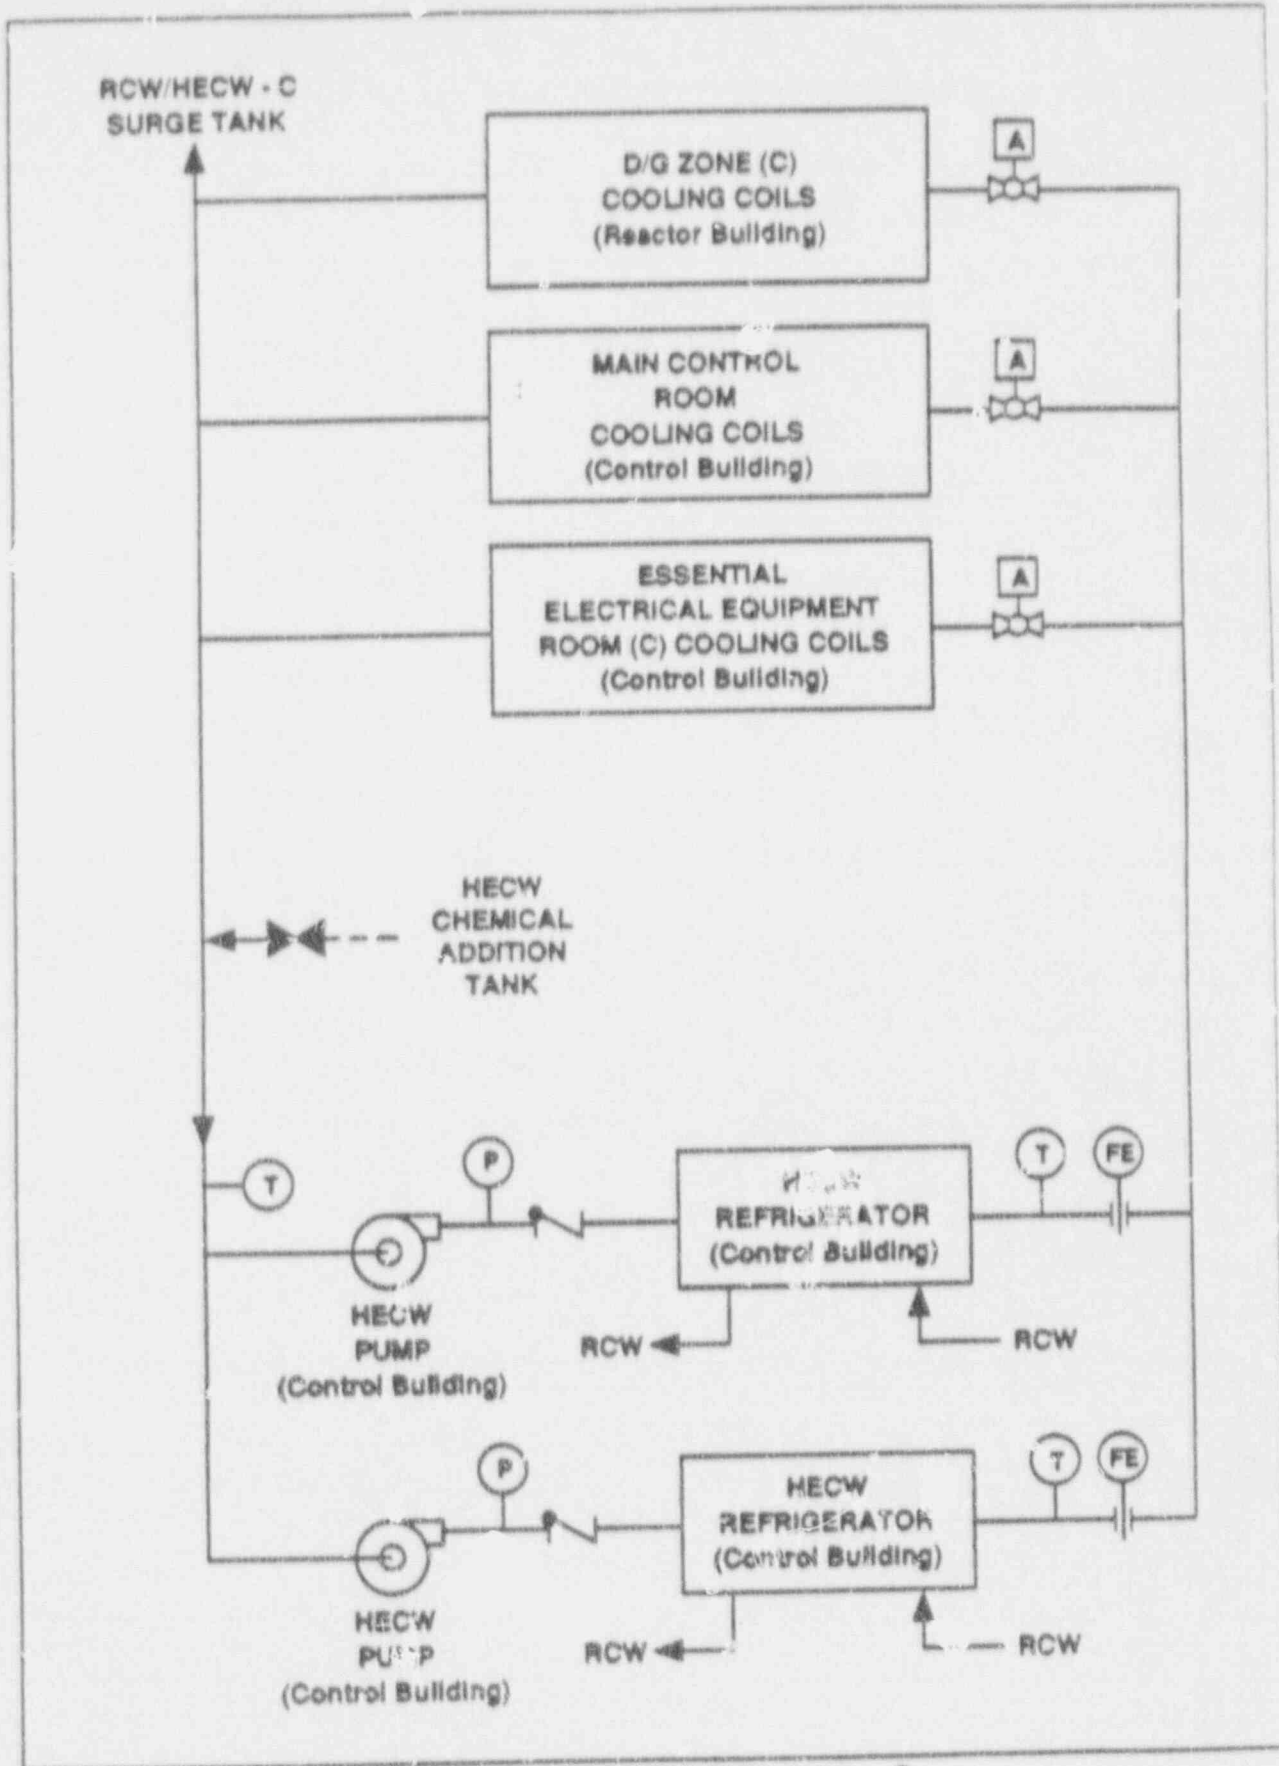 RCW/HECW - C
SURGE TANK
D/G ZONE (C)
COOLING COILS
(Reactor Building)
A
MAIN CONTROL
ROOM
COOLING COILS
(Control Building)
A
ESSENTIAL
ELECTRICAL EQUIPMENT
ROOM (C) COOLING COILS
(Control Building)
A
HECW
CHEMICAL
ADDITION
TANK
T
P
HECW
PUMP
(Control Building)
REFRIGERATOR
(Control Building)
T
FE
RCW
RCW
P
HECW
PUMP
(Control Building)
HECW
REFRIGERATOR
(Control Building)
T
FE
RCW
RCW